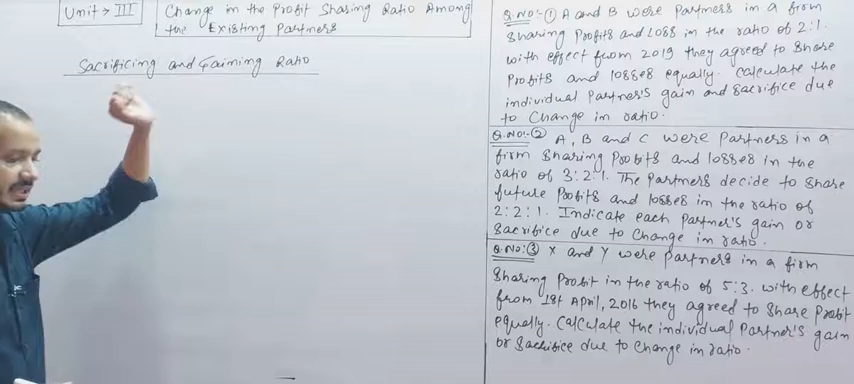 Unit → III
Change in the Profit Sharing Ratio Among
the Existing Partners
Sacrificing and Gaining Ratio
Q.No:-① A and B were Partners in a firm
Sharing Profits and Loss in the ratio of 2:1.
with effect from 2019 they agreed to Share
Profits and losses equally. Calculate the
individual Partner's gain and Sacrifice due
to Change in ratio.
Q.No:-② A, B and C were Partners in a
firm Sharing Profits and losses in the
ratio of 3:2:1. The Partners decide to Share
future Profits and losses in the ratio of
2:2:1. Indicate each Partner's gain or
Sacrifice due to Change in ratio.
Q.No:③ X and Y were Partners in a firm
Sharing Profit in the ratio of 5:3. with effect
from 1st April, 2016 they agreed to Share Profit
equally. Calculate the individual Partner's gain
or Sacrifice due to Change in ratio.